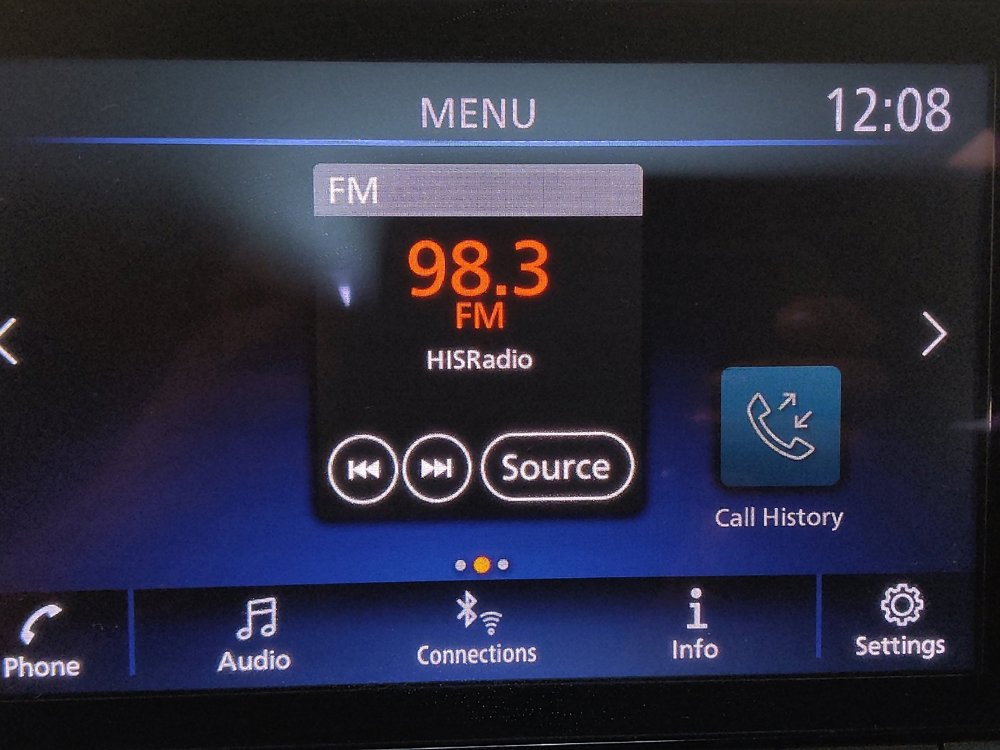 MENU
12:08
FM
98.3
FM
HISRadio
Source
Call History
Phone
Audio
Connections
Info
Settings